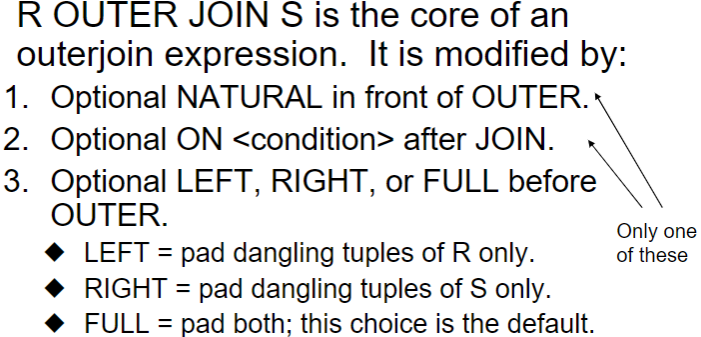 R OUTER JOIN S is the core of an
outerjoin expression. It is modified by:
1. Optional NATURAL in front of OUTER.
2. Optional ON <condition> after JOIN.
3. Optional LEFT, RIGHT, or FULL before
OUTER.
◆ LEFT = pad dangling tuples of R only.
◆ RIGHT = pad dangling tuples of S only.
◆ FULL = pad both; this choice is the default.
Only one
of these